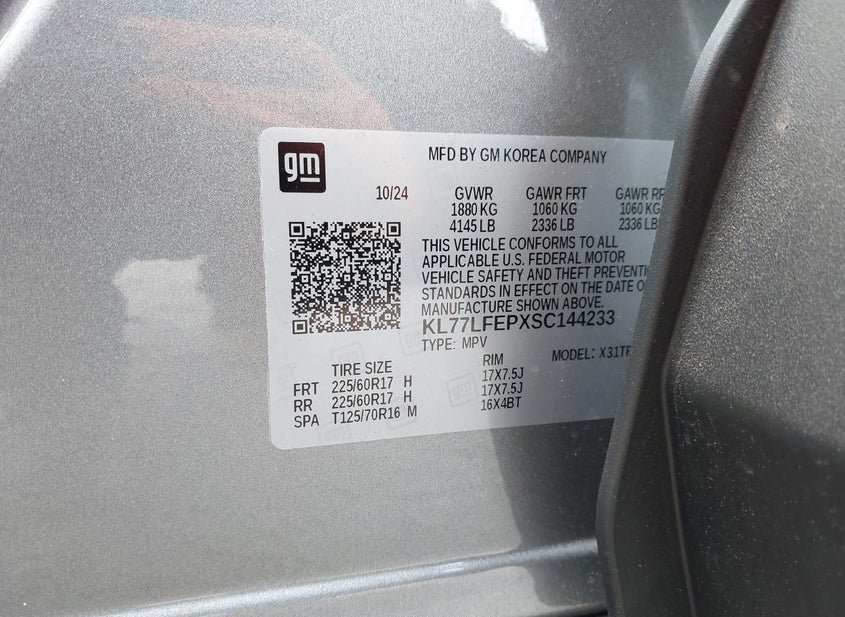 gm
MFD BY GM KOREA COMPANY
10/24 GVWR GAWR FRT GAWR
1880 KG 1060 KG 1060 KG
4145 LB 2336 LB 2336 LB
THIS VEHICLE CONFORMS TO ALL
APPLICABLE U.S. FEDERAL MOTOR
VEHICLE SAFETY AND THEFT PREVENTI
STANDARDS IN EFFECT ON THE DATE O
MANUFACTURE SHOWN ABOVE.
KL77LFEPXSC144233
TYPE: MPV MODEL: X31TR
TIRE SIZE RIM
FRT 225/60R17 H 17X7.5J
RR 225/60R17 H 17X7.5J
SPA T125/70R16 M 16X4BT